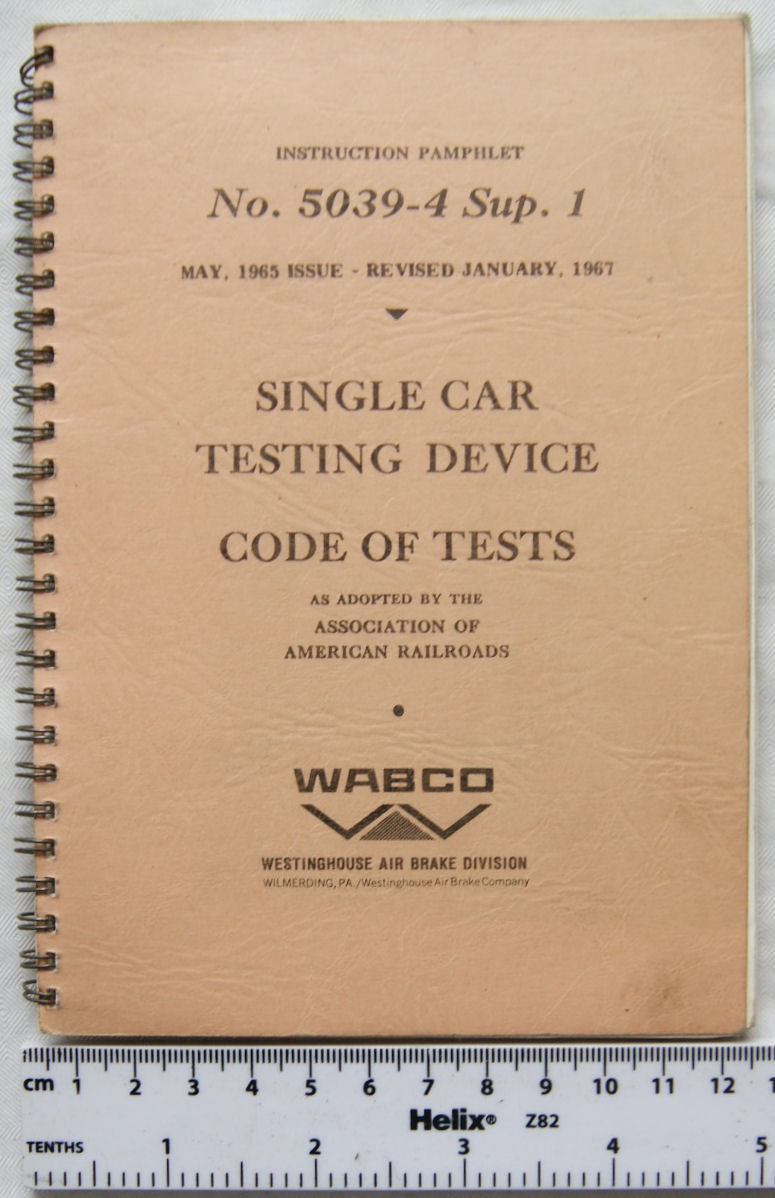 INSTRUCTION PAMPHLET
No. 5039-4 Sup. 1
MAY, 1965 ISSUE - REVISED JANUARY, 1967
SINGLE CAR
TESTING DEVICE
CODE OF TESTS
AS ADOPTED BY THE
ASSOCIATION OF
AMERICAN RAILROADS
WABCO
WESTINGHOUSE AIR BRAKE DIVISION
WILMERDING, PA./Westinghouse Air Brake Company
cm 1 2 3 4 5 6 7 8 9 10 11 12 1
Helix® Z82
TENTHS 1 2 3 4 5